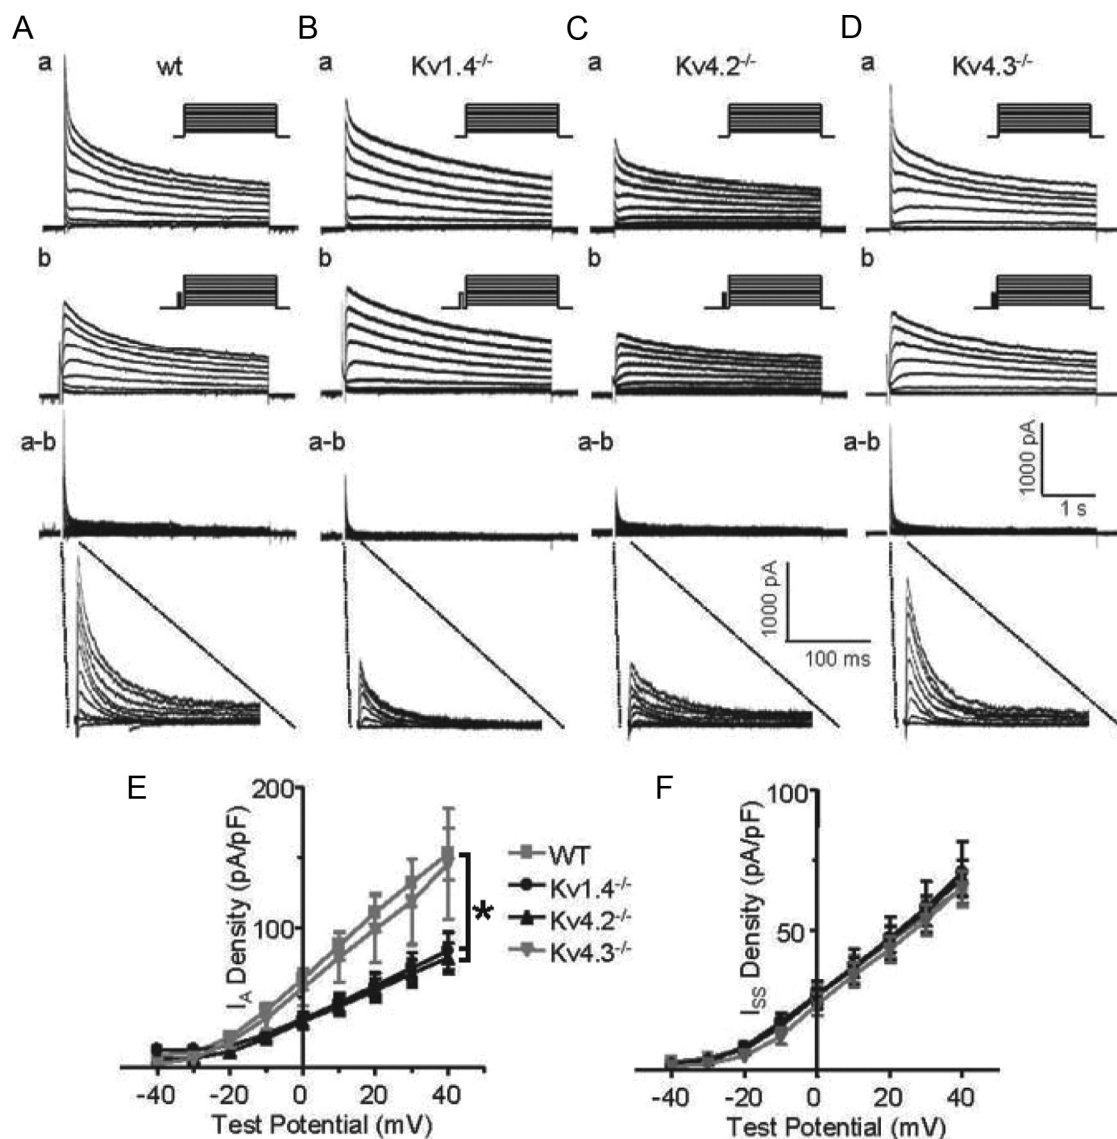 A B C D
a wt a Kv1.4-/- a Kv4.2-/- a Kv4.3-/-
b b b b
a-b a-b a-b a-b
1000 pA
1 s
1000 pA
100 ms
E
200
100
I_A Density (pA/pF)
-40 -20 0 20 40
Test Potential (mV)
WT
Kv1.4-/-
Kv4.2-/-
Kv4.3-/-
*
F
100
50
I_SS Density (pA/pF)
-40 -20 0 20 40
Test Potential (mV)